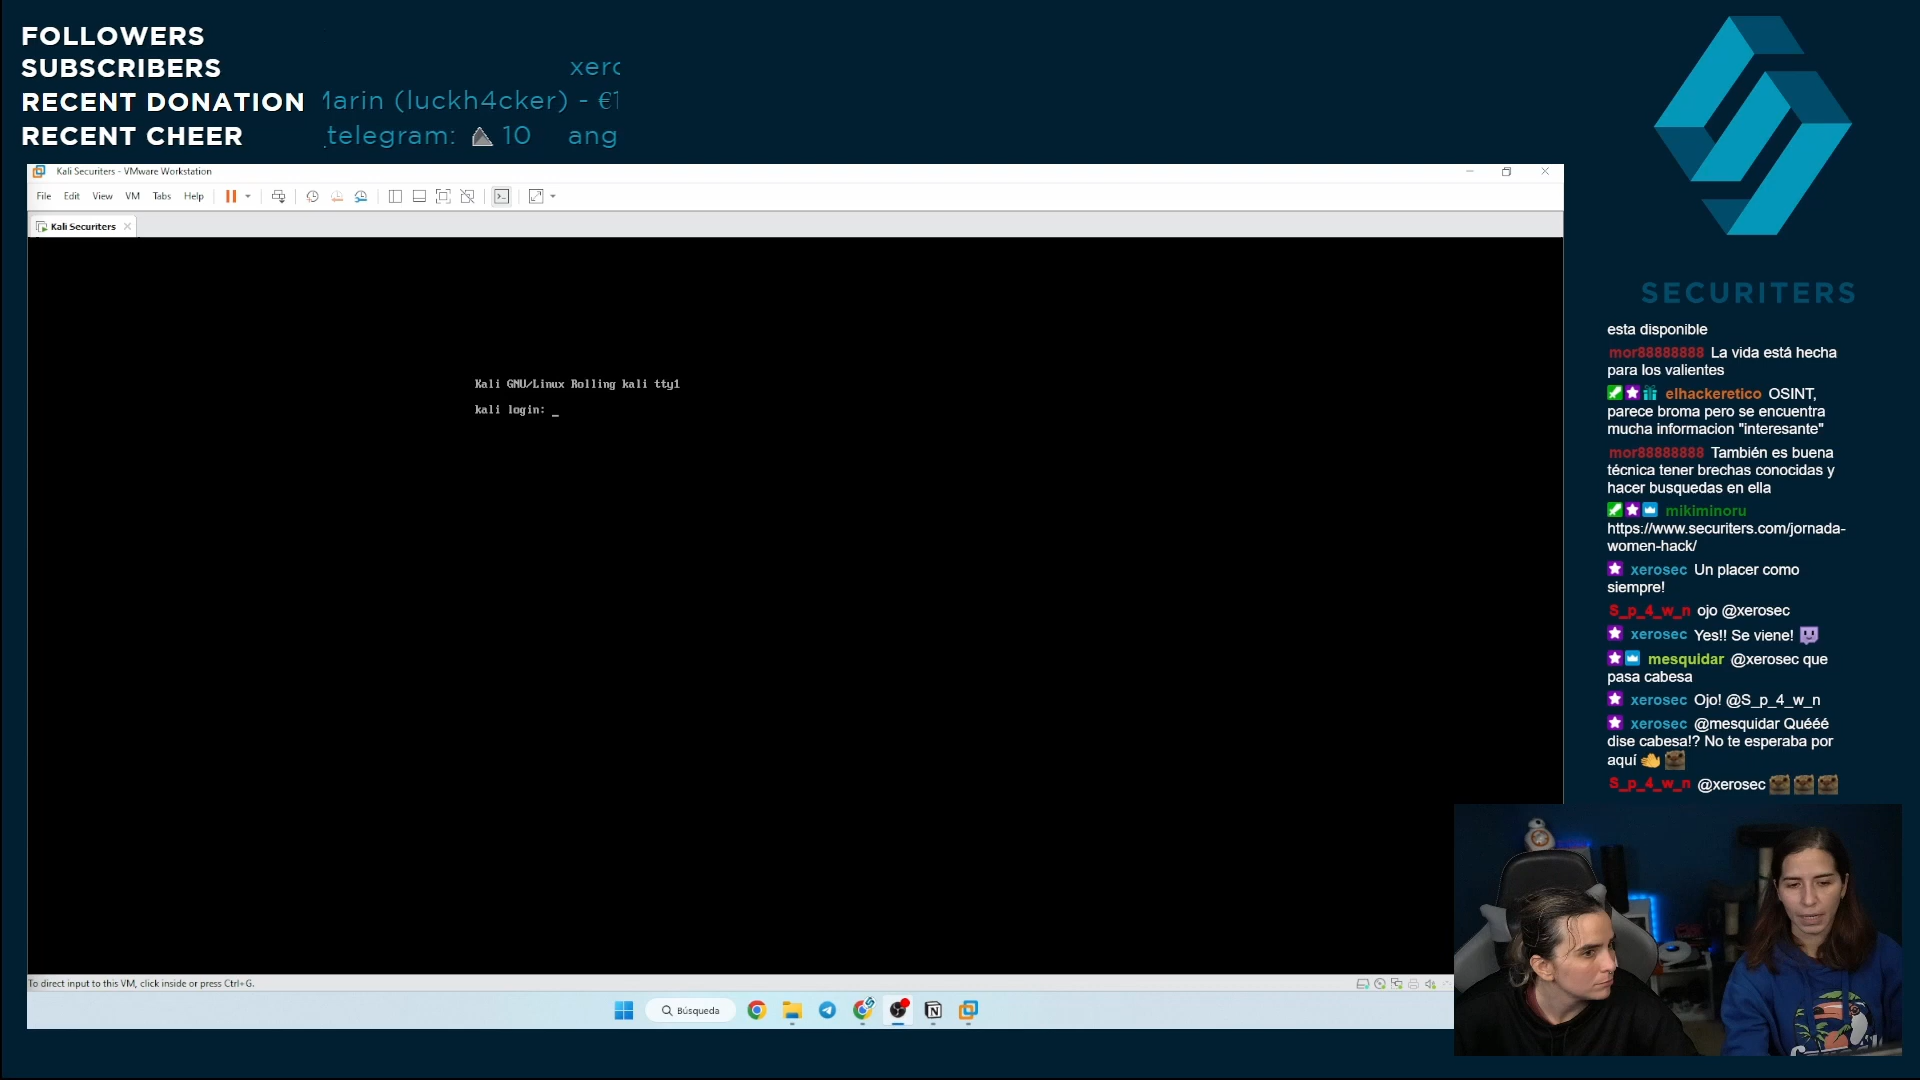 FOLLOWERS
SUBSCRIBERS
RECENT DONATION
RECENT CHEER
xero
Marin (luckh4cker) - €1
telegram: 10 ang
Kali Securiters - VMware Workstation
File Edit View VM Tabs Help
Kali Securiters
Kali GNU/Linux Rolling kali tty1
kali login: _
To direct input to this VM, click inside or press Ctrl+G.
Búsqueda
SECURITERS
esta disponible
mor88888888 La vida está hecha
para los valientes
elhackeretico OSINT,
parece broma pero se encuentra
mucha informacion "interesante"
mor88888888 También es buena
técnica tener brechas conocidas y
hacer busquedas en ella
mikiminoru
https://www.securiters.com/jornada-
women-hack/
xerosec Un placer como
siempre!
S_p_4_w_n ojo @xerosec
xerosec Yes!! Se viene!
mesquidar @xerosec que
pasa cabesa
xerosec Ojo! @S_p_4_w_n
xerosec @mesquidar Quééé
dise cabesa!? No te esperaba por
aquí
S_p_4_w_n @xerosec